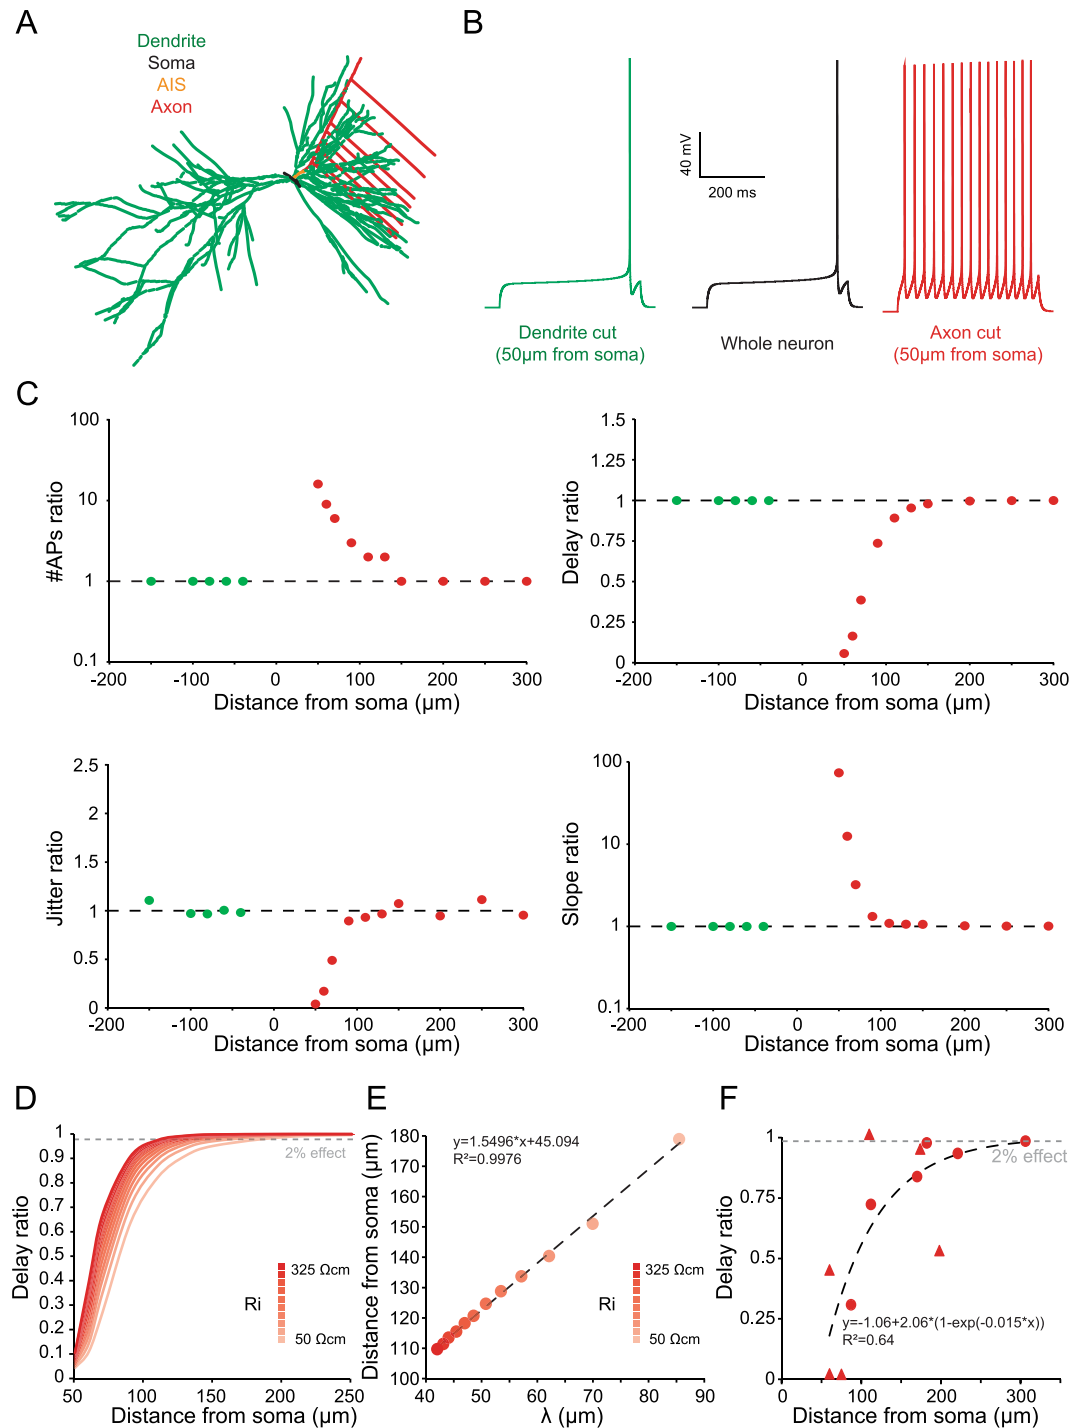 A
Dendrite
Soma
AIS
Axon
B
40 mV
200 ms
Dendrite cut
(50µm from soma)
Whole neuron
Axon cut
(50µm from soma)
C
100
10
1
0.1
#APs ratio
-200
-100
0
100
200
300
Distance from soma (µm)
1.5
1.25
1
0.75
0.5
0.25
0
Delay ratio
-200
-100
0
100
200
300
Distance from soma (µm)
2.5
2
1.5
1
0.5
0
Jitter ratio
-200
-100
0
100
200
300
Distance from soma (µm)
100
10
1
0.1
Slope ratio
-200
-100
0
100
200
300
Distance from soma (µm)
D
1
0.9
0.8
0.7
0.6
0.5
0.4
0.3
0.2
0.1
0
Delay ratio
2% effect
325 Ωcm
Ri
50 Ωcm
50
100
150
200
250
Distance from soma (µm)
E
180
170
160
150
140
130
120
110
100
Distance from soma (µm)
y=1.5496*x+45.094
R²=0.9976
325 Ωcm
Ri
50 Ωcm
40
50
60
70
80
90
λ (µm)
F
1
0.75
0.5
0.25
0
Delay ratio
2% effect
y=-1.06+2.06*(1-exp(-0.015*x))
R²=0.64
0
100
200
300
Distance from soma (µm)